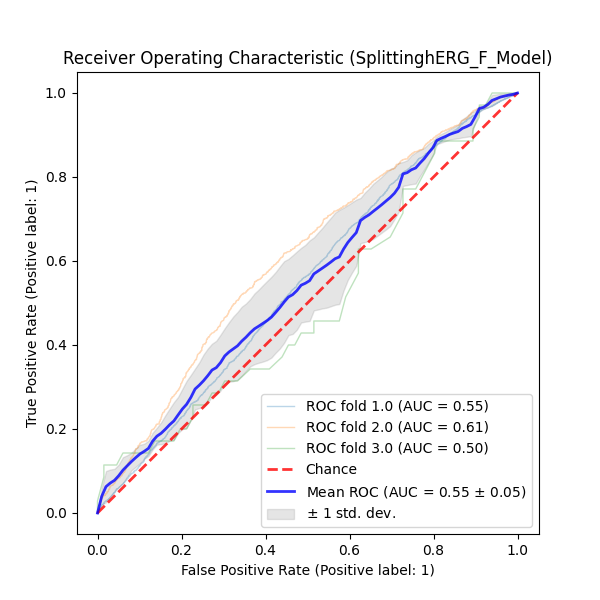 Receiver Operating Characteristic (SplittinghERG_F_Model)
True Positive Rate (Positive label: 1)
1.0
0.8
0.6
0.4
0.2
0.0
ROC fold 1.0 (AUC = 0.55)
ROC fold 2.0 (AUC = 0.61)
ROC fold 3.0 (AUC = 0.50)
Chance
Mean ROC (AUC = 0.55 ± 0.05)
± 1 std. dev.
0.0 0.2 0.4 0.6 0.8 1.0
False Positive Rate (Positive label: 1)